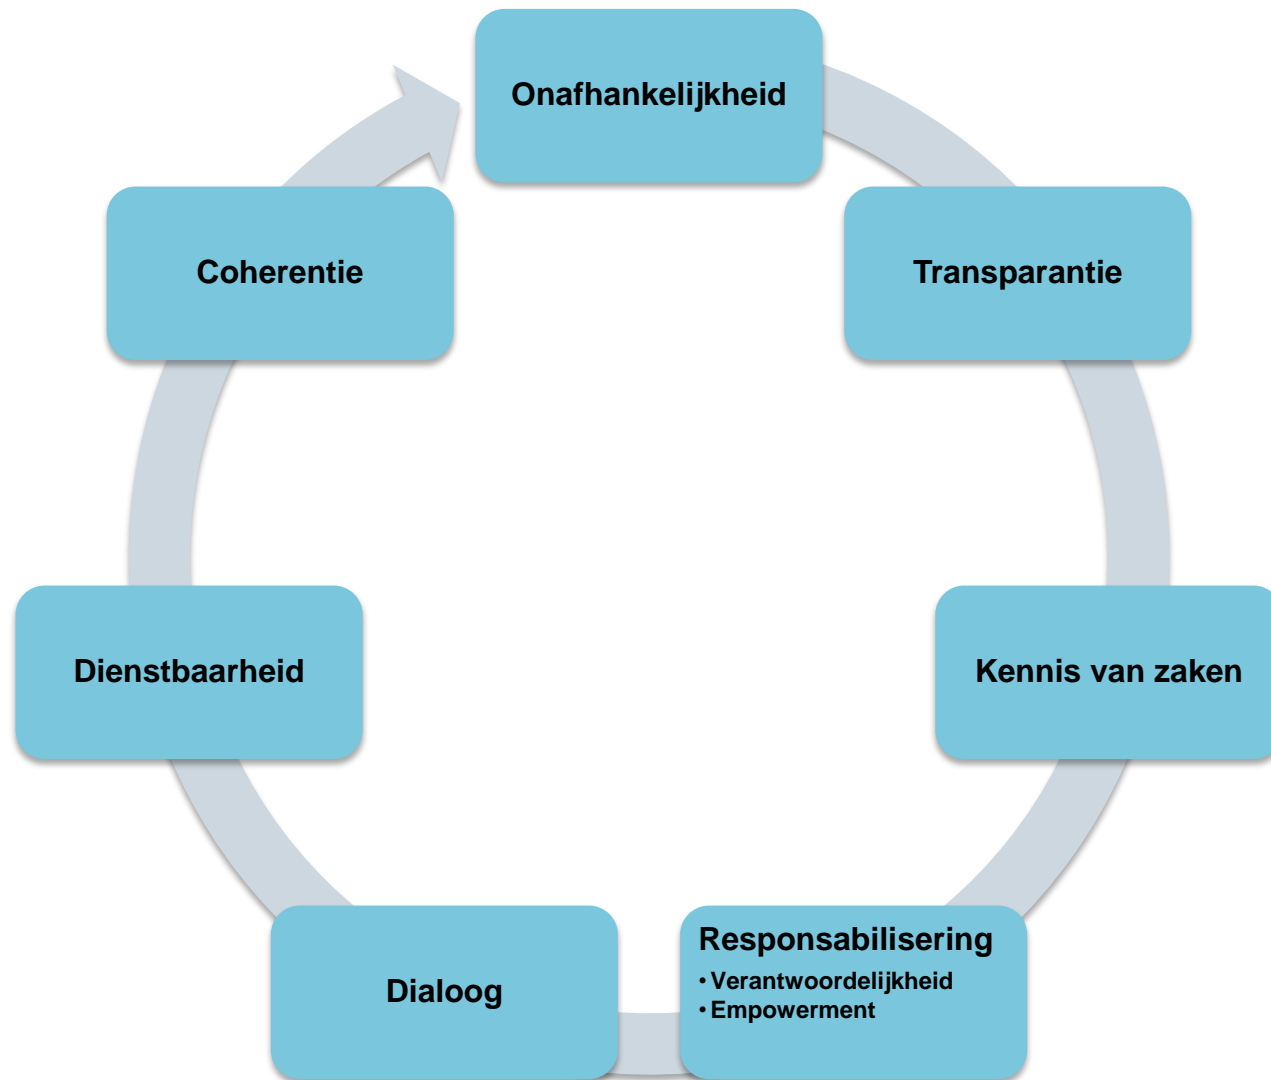 Onafhankelijkheid
Transparantie
Kennis van zaken
Responsabilisering
• Verantwoordelijkheid
• Empowerment
Dialoog
Dienstbaarheid
Coherentie